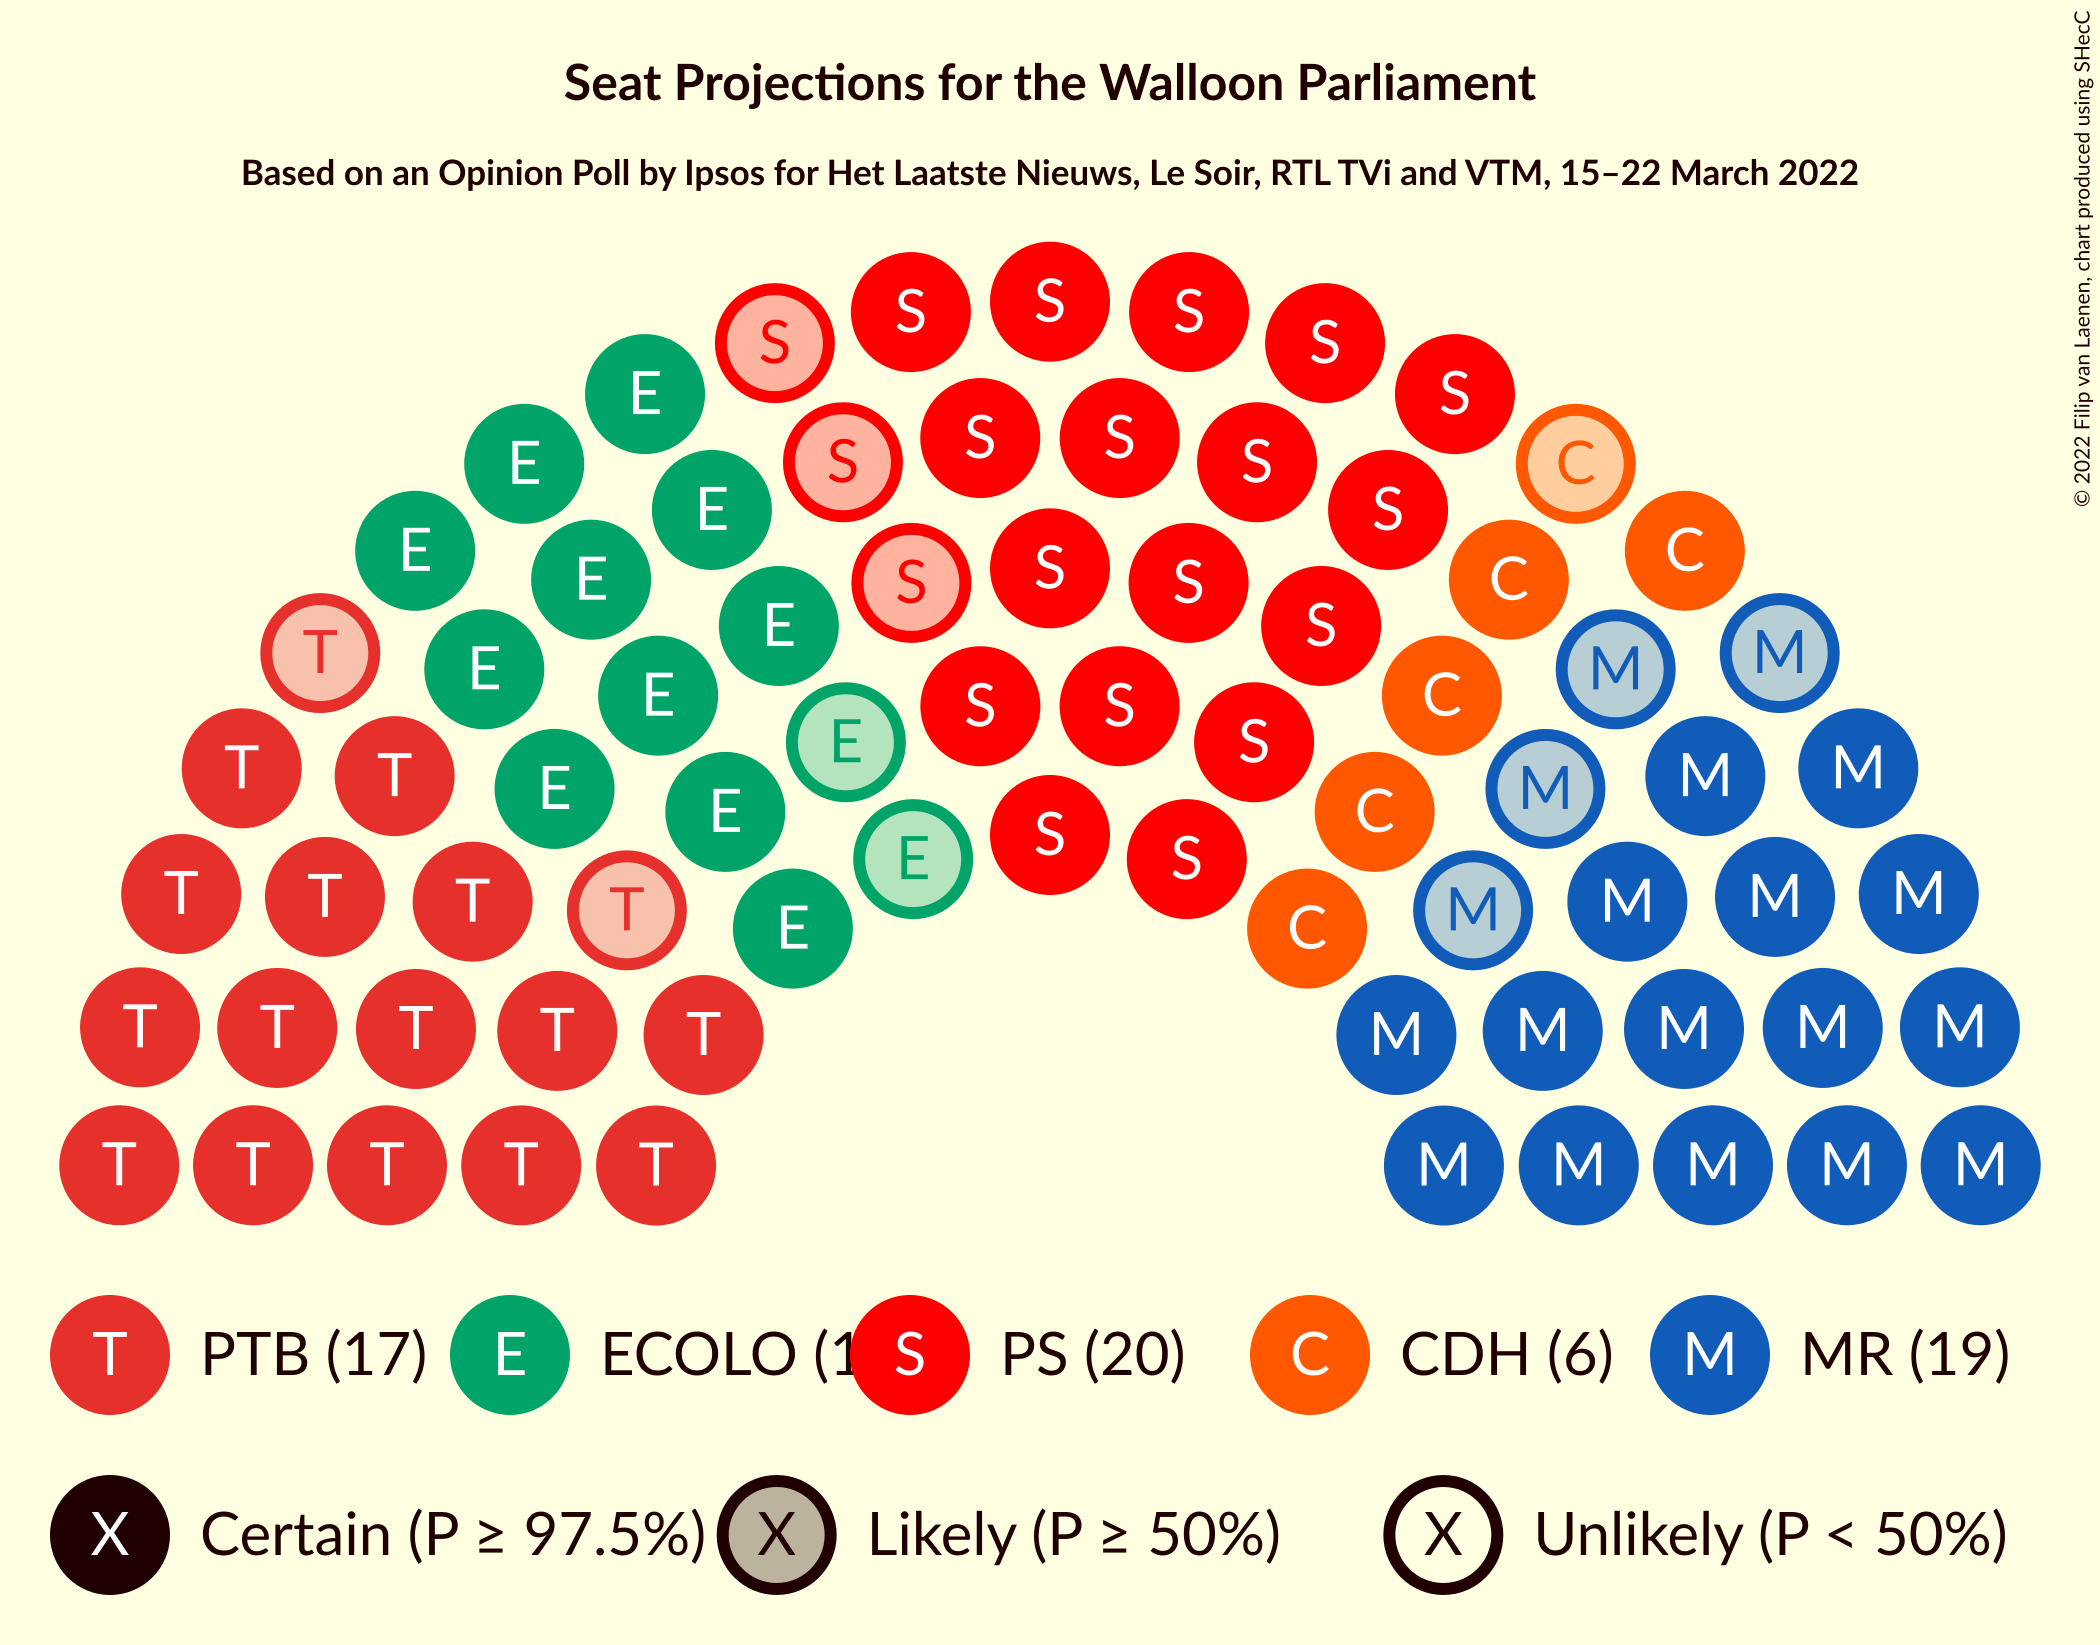 Seat Projections for the Walloon Parliament
Based on an Opinion Poll by Ipsos for Het Laatste Nieuws, Le Soir, RTL TVi and VTM, 15–22 March 2022
© 2022 Filip van Laenen, chart produced using SHecC
S
S S
S S
E S
S S
E S S C
E S
E C
S
E S S C
E S
T M
E M
E S S C
E S
T T M M
E M
E C
S
E S
T T T T M M M M
E C
T T T T T M M M M M
T T T T T M M M M M
T PTB (17) E ECOLO (1 S PS (20) C CDH (6) M MR (19)
X Certain (P ≥ 97.5%) X Likely (P ≥ 50%) X Unlikely (P < 50%)